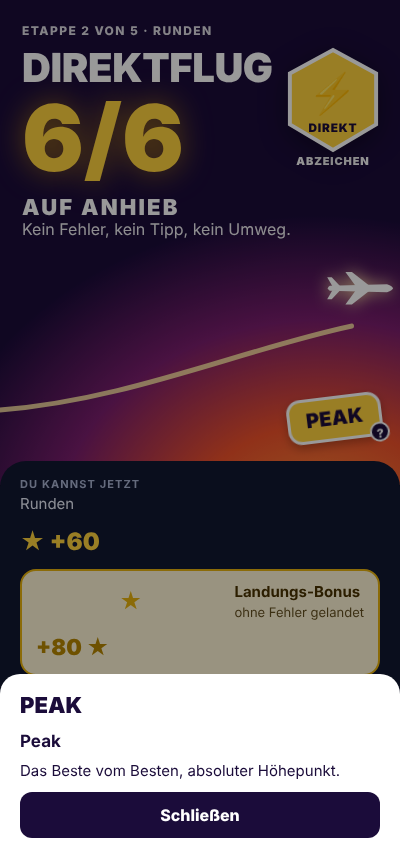 ETAPPE 2 VON 5 · RUNDEN
DIREKTFLUG
6/6
DIREKT
ABZEICHEN
AUF ANHIEB
Kein Fehler, kein Tipp, kein Umweg.
PEAK
?
DU KANNST JETZT
Runden
★ +60
★
Landungs-Bonus
ohne Fehler gelandet
+80 ★
PEAK
Peak
Das Beste vom Besten, absoluter Höhepunkt.
Schließen